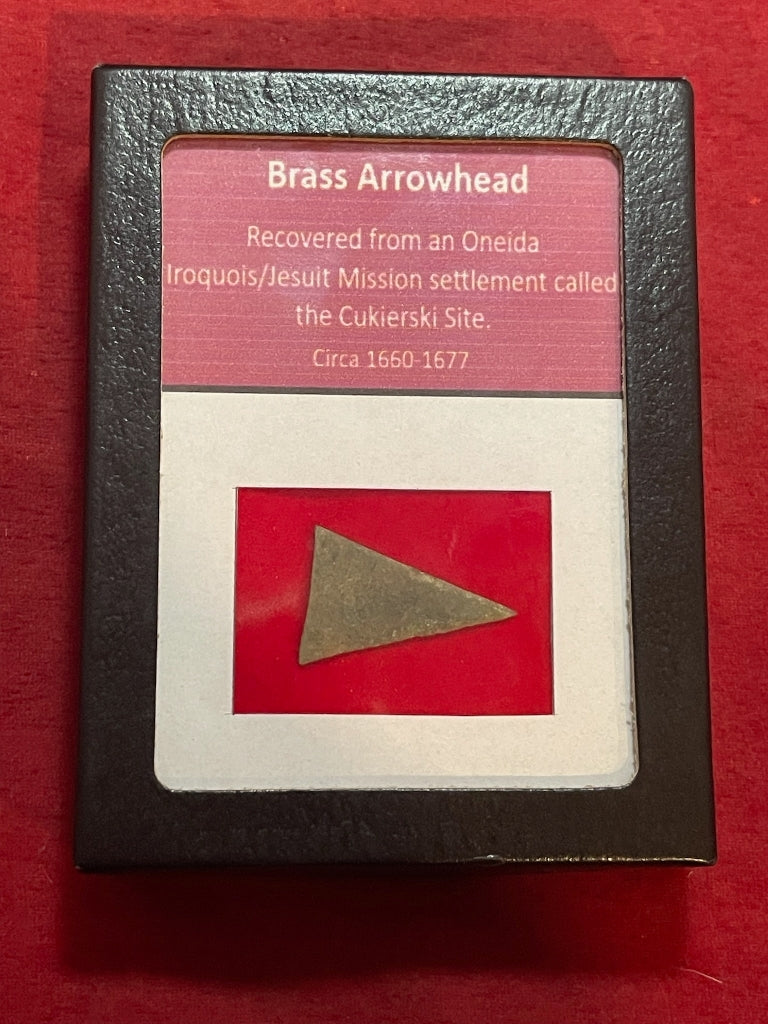 Brass Arrowhead
Recovered from an Oneida
Iroquois/Jesuit Mission settlement called
the Cukierski Site.
Circa 1660-1677